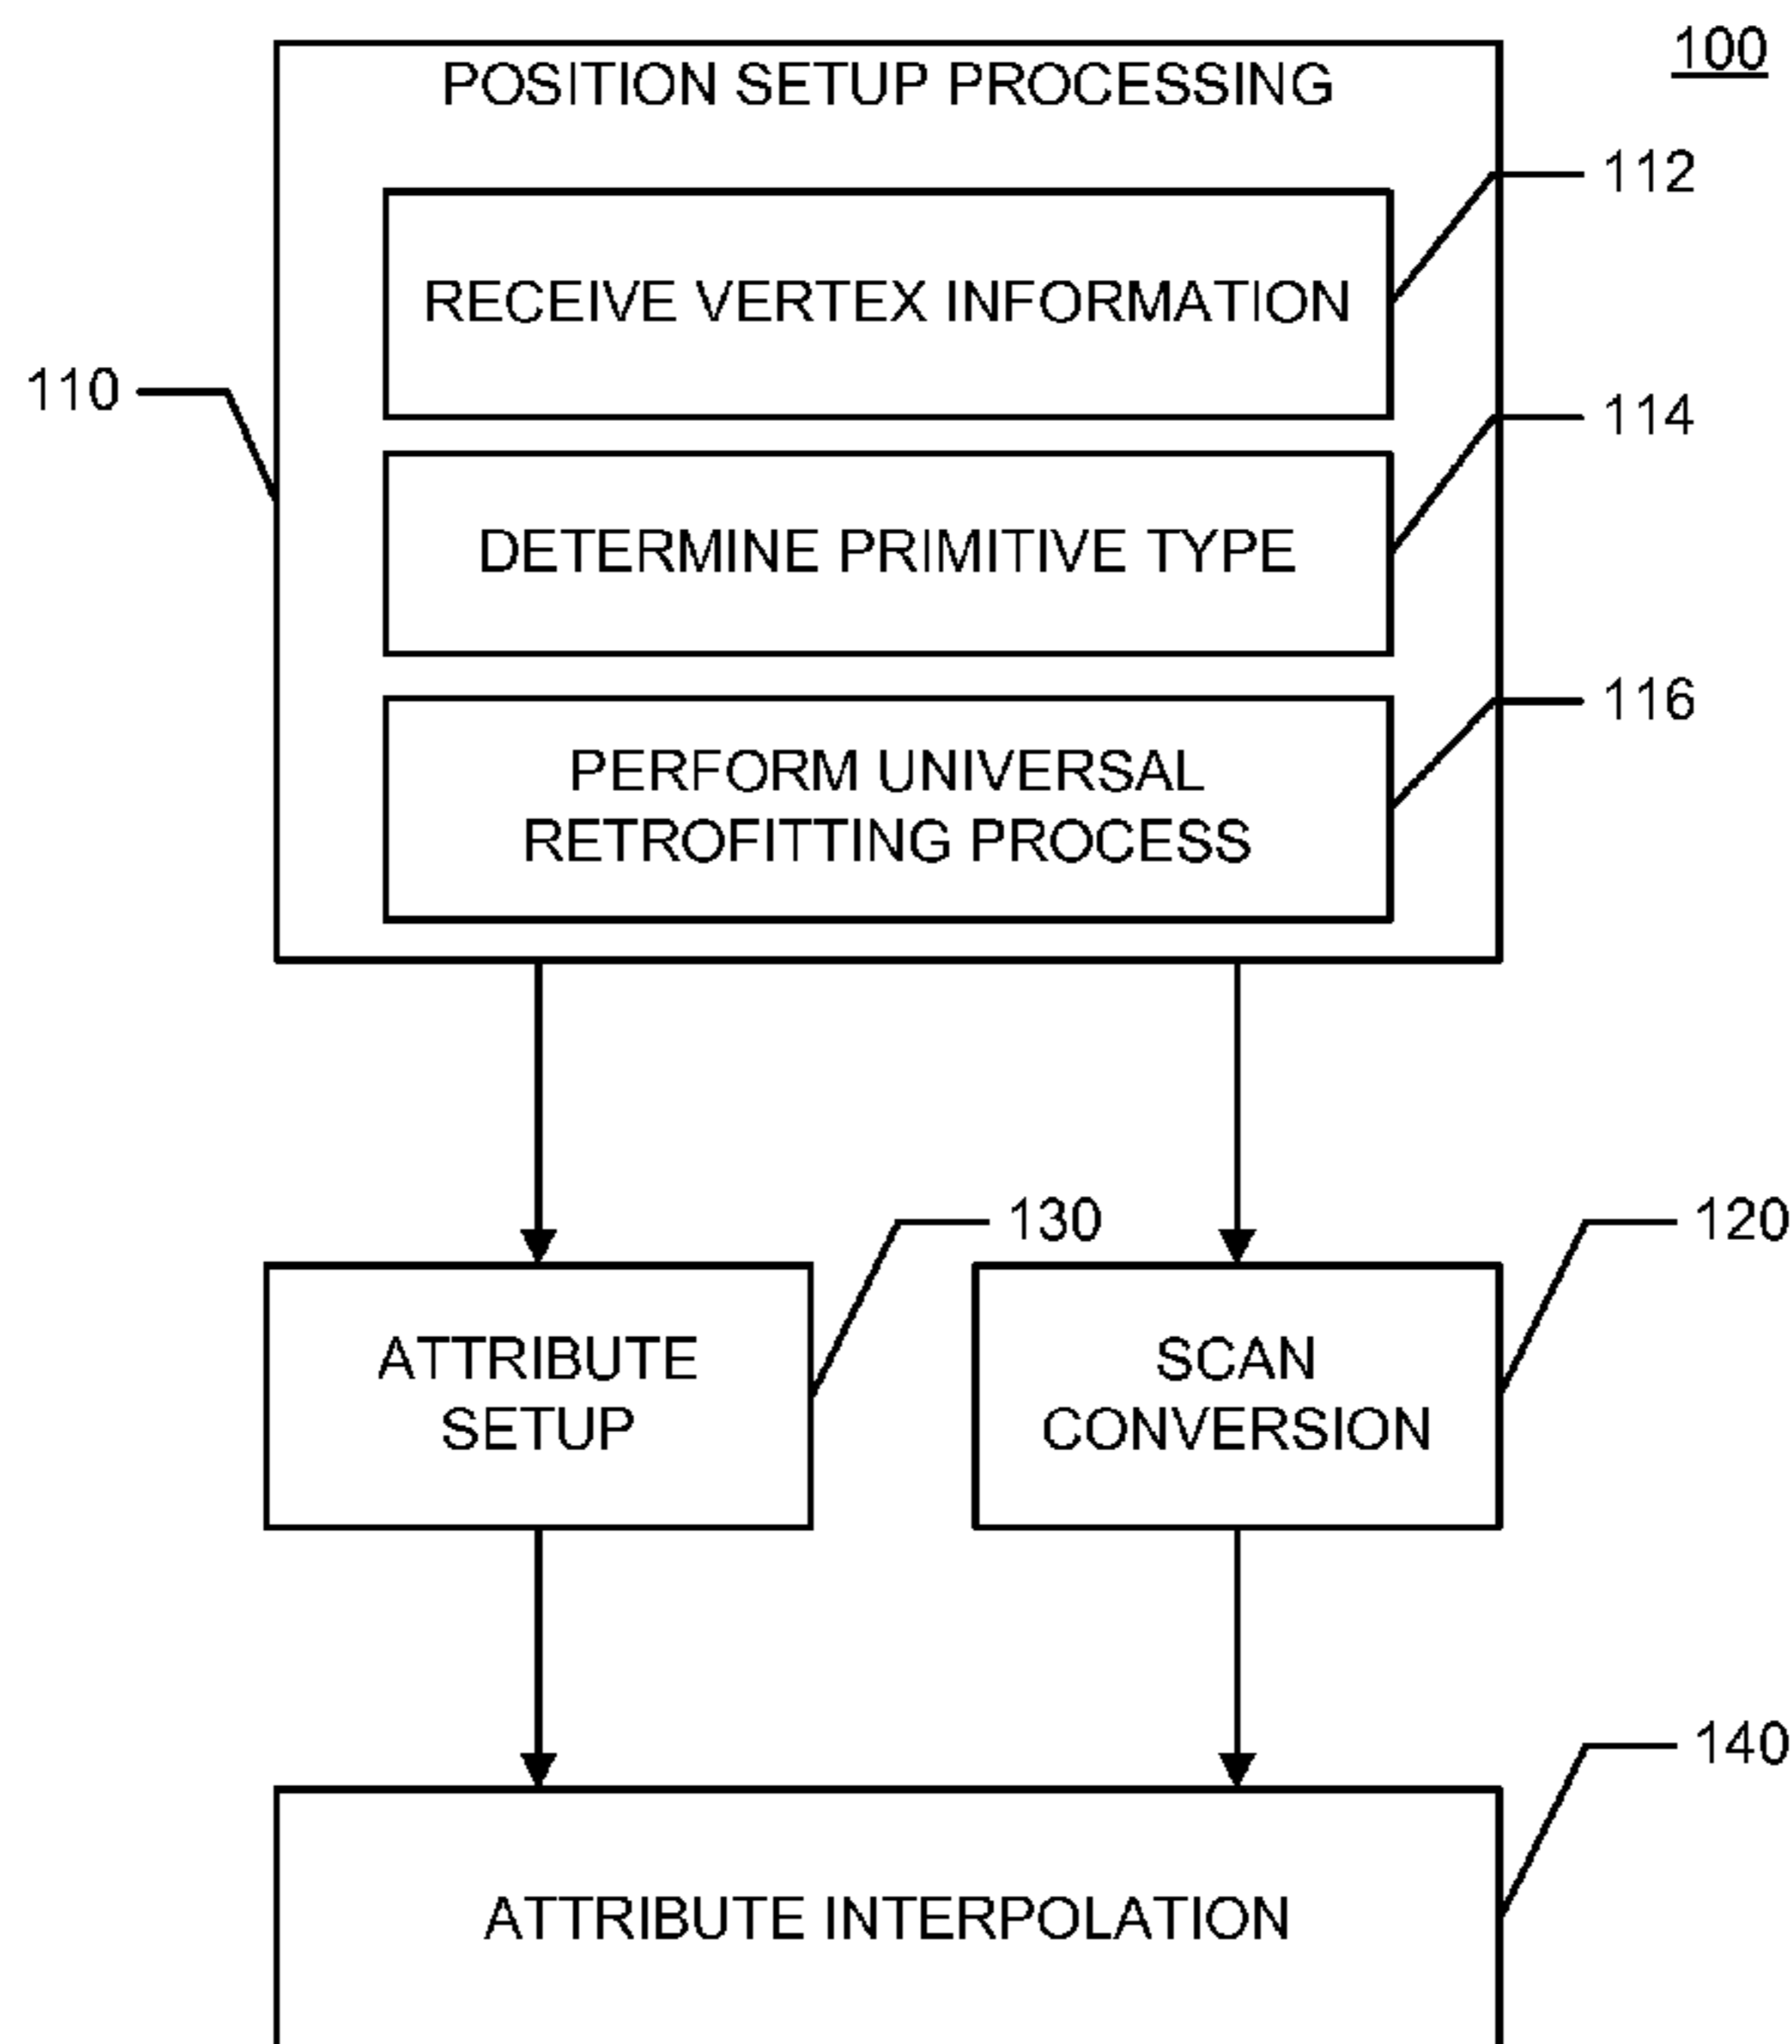 100
POSITION SETUP PROCESSING
112
RECEIVE VERTEX INFORMATION
110
114
DETERMINE PRIMITIVE TYPE
116
PERFORM UNIVERSAL
RETROFITTING PROCESS
130
120
ATTRIBUTE
SETUP
SCAN
CONVERSION
140
ATTRIBUTE INTERPOLATION